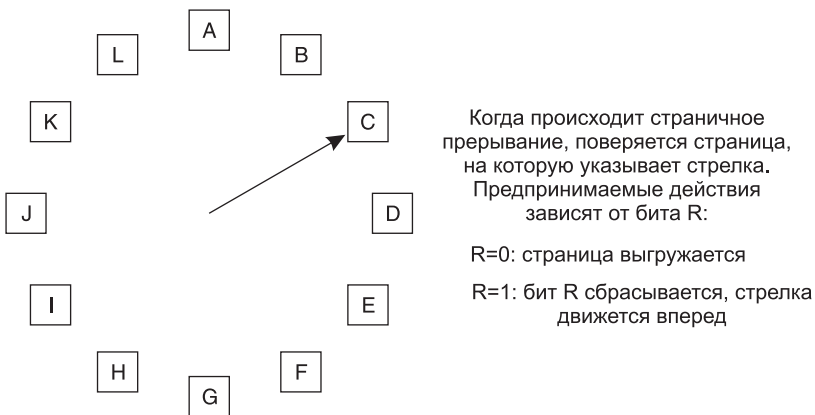 A
L
B
K
C
J
D
I
E
H
F
G
Когда происходит страничное
прерывание, поверяется страница,
на которую указывает стрелка.
Предпринимаемые действия
зависят от бита R:
R=0: страница выгружается
R=1: бит R сбрасывается, стрелка
движется вперед